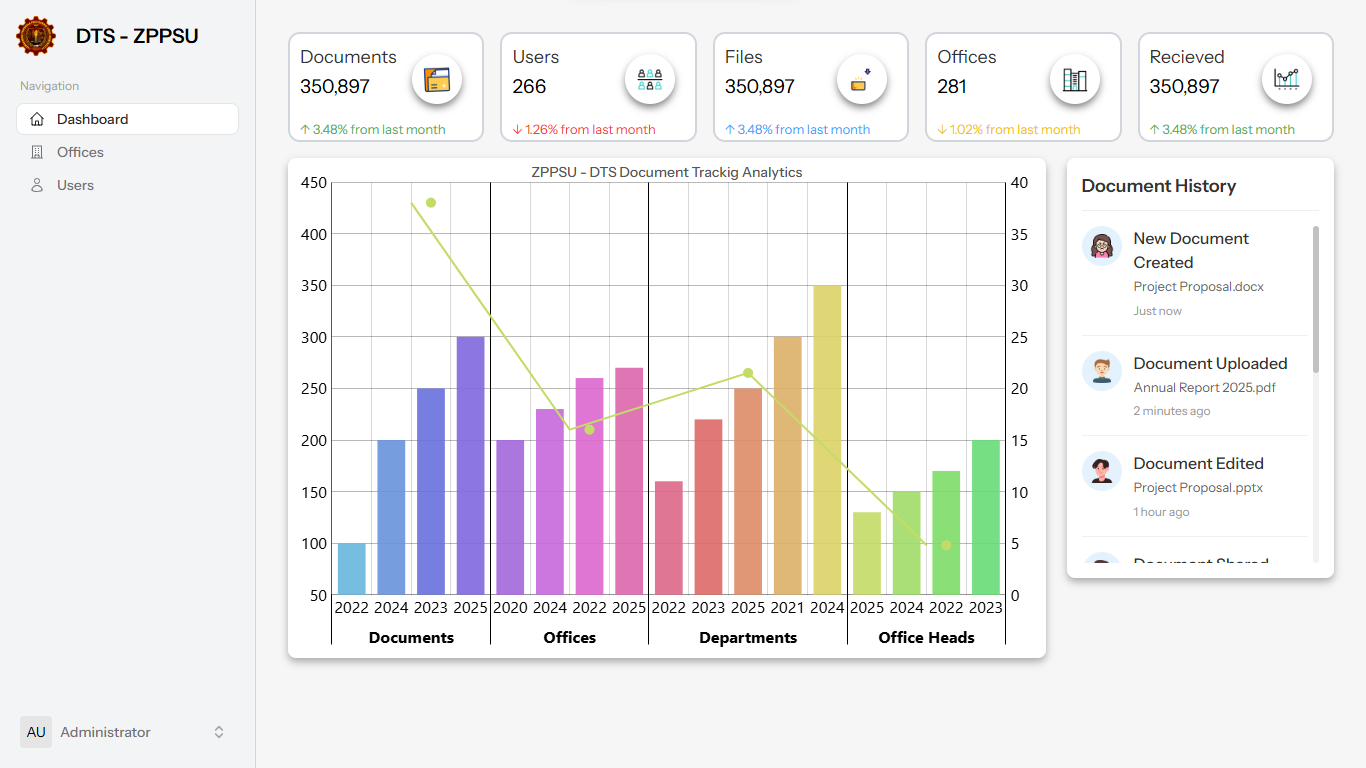 DTS - ZPPSU
Navigation
Dashboard
Offices
Users
AU Administrator
Documents
350,897
↑ 3.48% from last month
Users
266
↓ 1.26% from last month
Files
350,897
↑ 3.48% from last month
Offices
281
↓ 1.02% from last month
Recieved
350,897
↑ 3.48% from last month
ZPPSU - DTS Document Trackig Analytics
450 40
400 35
350 30
300 25
250 20
200 15
150 10
100 5
50 0
2022 2024 2023 2025 2020 2024 2022 2025 2022 2023 2025 2021 2024 2025 2024 2022 2023
Documents Offices Departments Office Heads
Document History
New Document
Created
Project Proposal.docx
Just now
Document Uploaded
Annual Report 2025.pdf
2 minutes ago
Document Edited
Project Proposal.pptx
1 hour ago
Document Shared